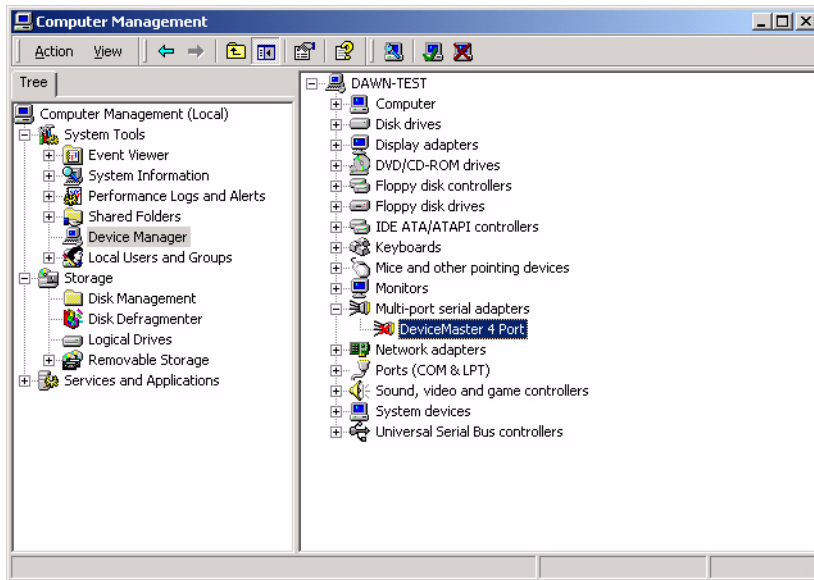 Computer Management
Action View
Tree
Computer Management (Local)
System Tools
Event Viewer
System Information
Performance Logs and Alerts
Shared Folders
Device Manager
Local Users and Groups
Storage
Disk Management
Disk Defragmenter
Logical Drives
Removable Storage
Services and Applications
DAWN-TEST
Computer
Disk drives
Display adapters
DVD/CD-ROM drives
Floppy disk controllers
Floppy disk drives
IDE ATA/ATAPI controllers
Keyboards
Mice and other pointing devices
Monitors
Multi-port serial adapters
DeviceMaster 4 Port
Network adapters
Ports (COM & LPT)
Sound, video and game controllers
System devices
Universal Serial Bus controllers